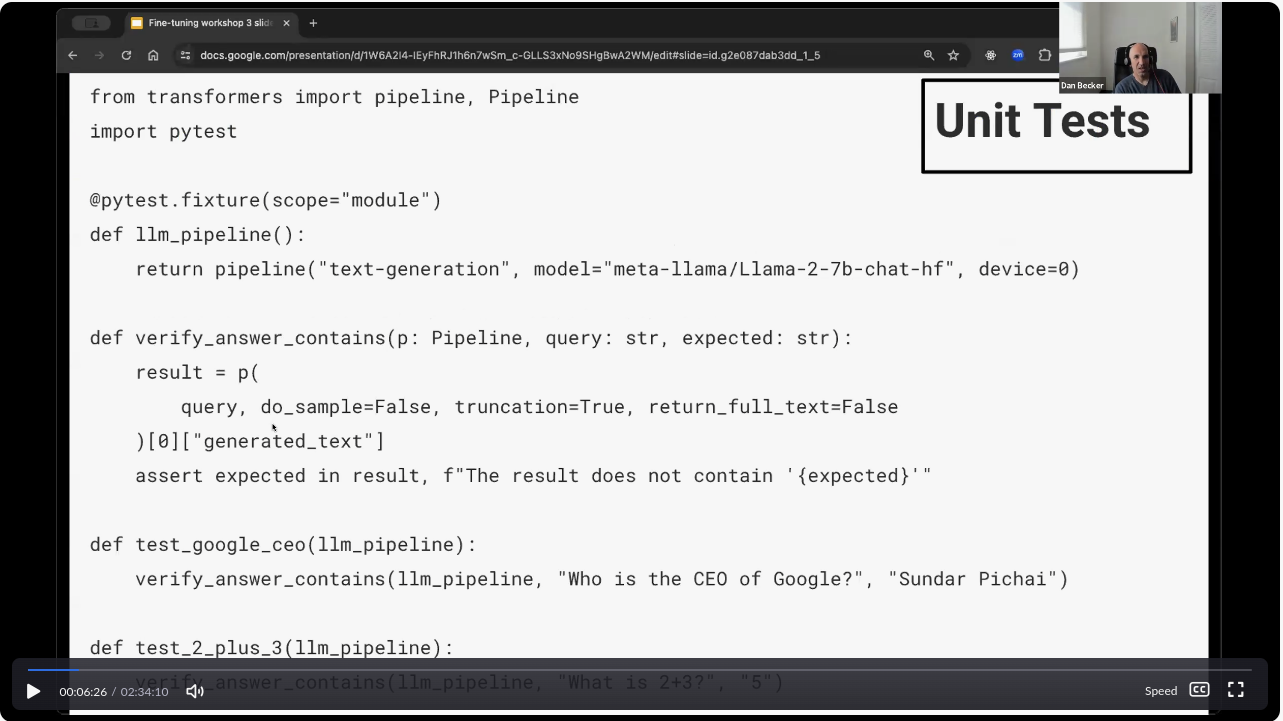 Fine-tuning workshop 3 slide
docs.google.com/presentation/d/1W6A2l4-lEyFhRJ1h6n7wSm_c-GLLS3xNo9SHgBwA2WM/edit#slide=id.g2e087dab3dd_1_5
zm
Dan Becker
Unit Tests
from transformers import pipeline, Pipeline
import pytest
@pytest.fixture(scope="module")
def llm_pipeline():
    return pipeline("text-generation", model="meta-llama/Llama-2-7b-chat-hf", device=0)
def verify_answer_contains(p: Pipeline, query: str, expected: str):
    result = p(
        query, do_sample=False, truncation=True, return_full_text=False
    )[0]["generated_text"]
    assert expected in result, f"The result does not contain '{expected}'"
def test_google_ceo(llm_pipeline):
    verify_answer_contains(llm_pipeline, "Who is the CEO of Google?", "Sundar Pichai")
def test_2_plus_3(llm_pipeline):
    verify_answer_contains(llm_pipeline, "What is 2+3?", "5")
00:06:26 / 02:34:10
Speed
CC